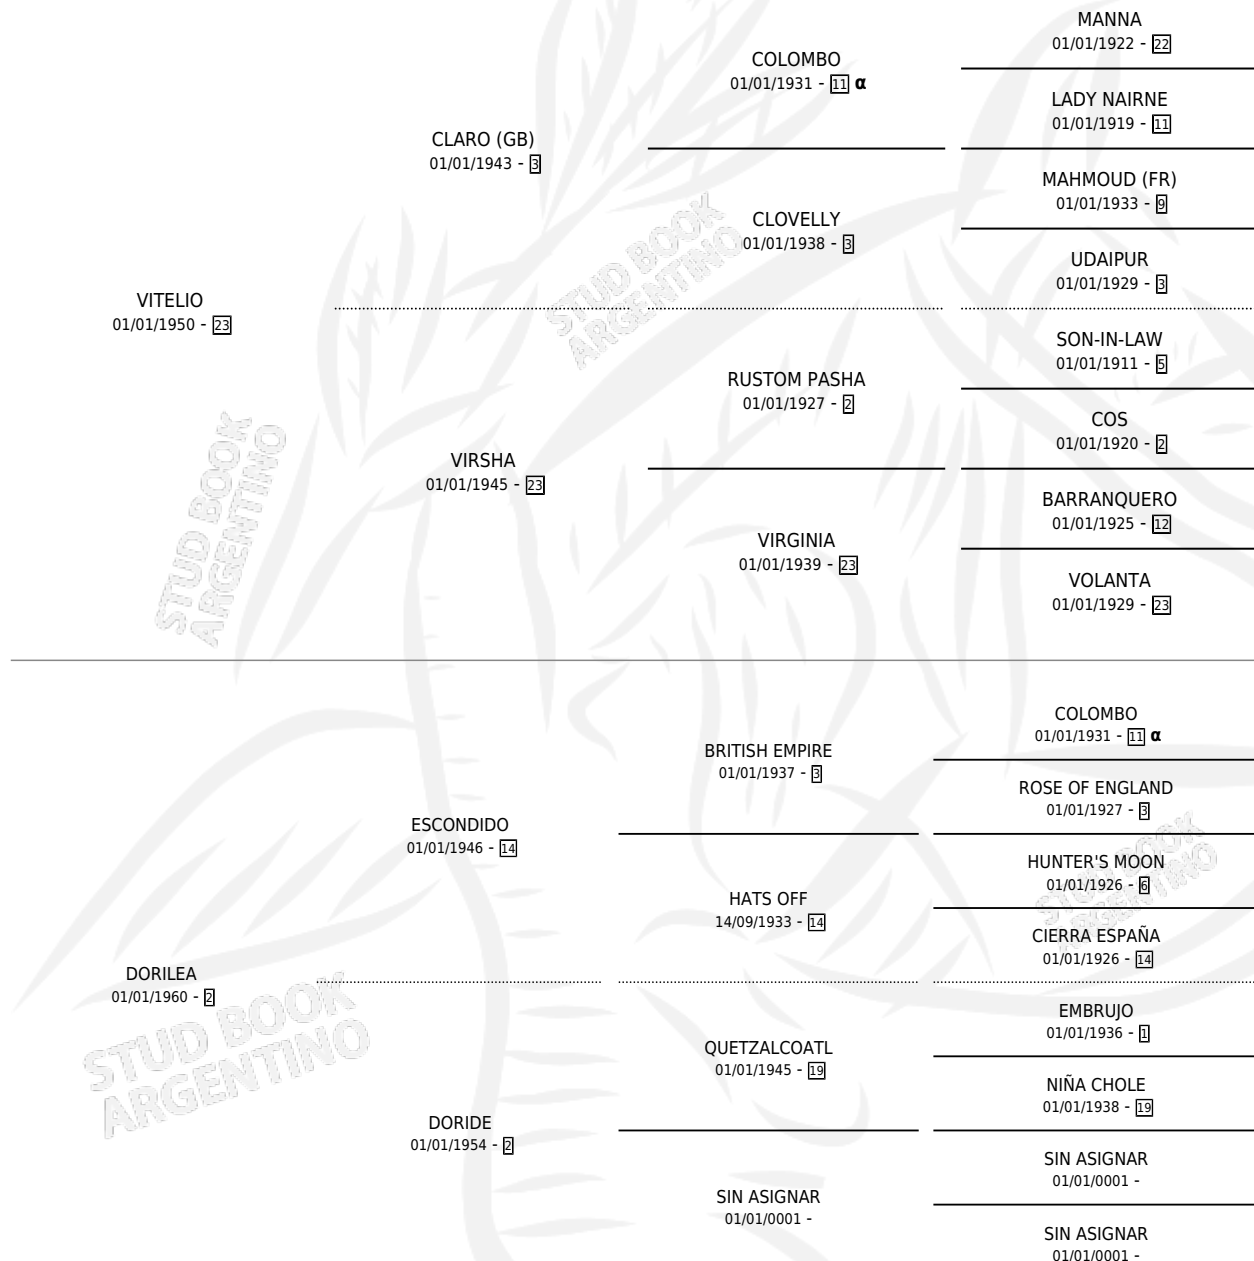 MANNA
01/01/1922 - 22
COLOMBO
01/01/1931 - 11 α
LADY NAIRNE
01/01/1919 - 11
CLARO (GB)
01/01/1943 - 3
MAHMOUD (FR)
01/01/1933 - 9
CLOVELLY
01/01/1938 - 3
UDAIPUR
01/01/1929 - 3
VITELIO
01/01/1950 - 23
STUD BOOK
ARGENTINO
SON-IN-LAW
01/01/1911 - 5
RUSTOM PASHA
01/01/1927 - 2
COS
01/01/1920 - 2
VIRSHA
01/01/1945 - 23
BARRANQUERO
01/01/1925 - 12
VIRGINIA
01/01/1939 - 23
VOLANTA
01/01/1929 - 23
STUD BOOK
ARGENTINO
COLOMBO
01/01/1931 - 11 α
BRITISH EMPIRE
01/01/1937 - 3
ROSE OF ENGLAND
01/01/1927 - 3
ESCONDIDO
01/01/1946 - 14
HUNTER'S MOON
01/01/1926 - 6
HATS OFF
14/09/1933 - 14
CIERRA ESPAÑA
01/01/1926 - 14
STUD BOOK
ARGENTINO
DORILEA
01/01/1960 - 2
EMBRUJO
01/01/1936 - 1
QUETZALCOATL
01/01/1945 - 19
NIÑA CHOLE
01/01/1938 - 19
STUD BOOK
ARGENTINO
DORIDE
01/01/1954 - 2
SIN ASIGNAR
01/01/0001 -
SIN ASIGNAR
01/01/0001 -
SIN ASIGNAR
01/01/0001 -